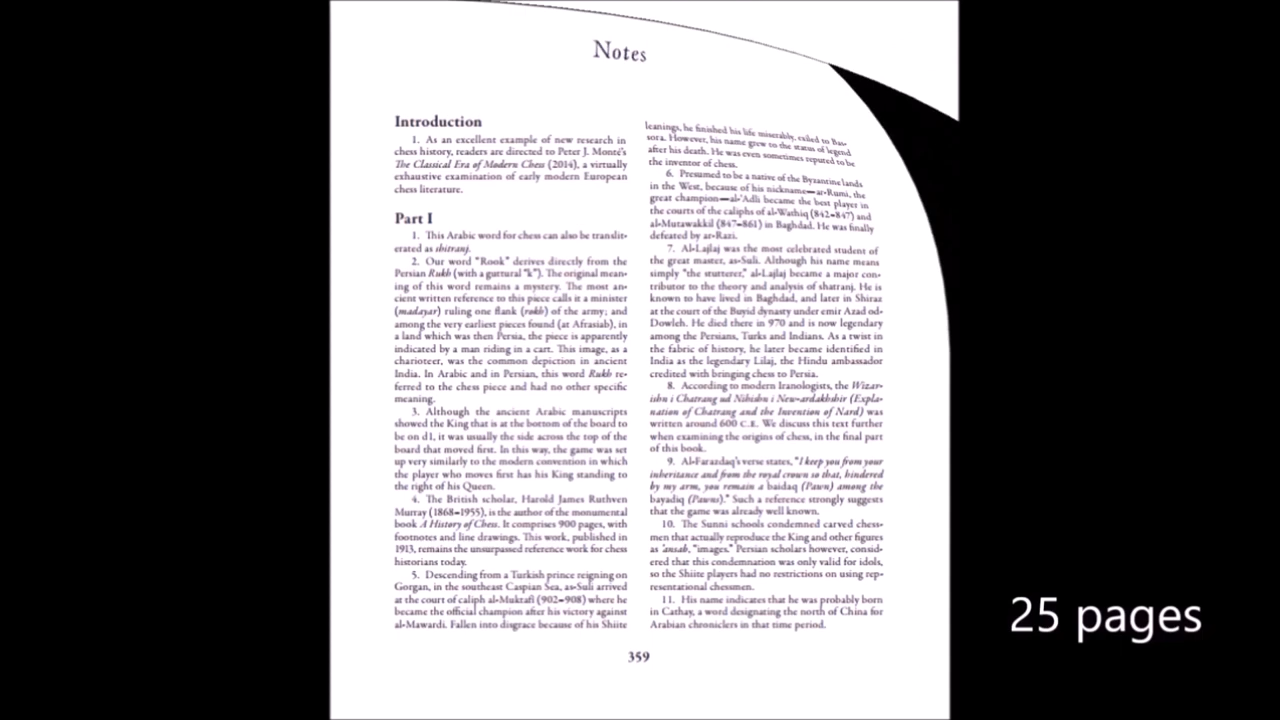 Notes
Introduction
1. As an excellent example of new research in
chess history, readers are directed to Peter J. Monté's
The Classical Era of Modern Chess (2014), a virtually
exhaustive examination of early modern European
chess literature.
Part I
1. This Arabic word for chess can also be translit-
erated as shitranj.
2. Our word "Rook" derives directly from the
Persian Rukh (with a guttural "k"). The original mean-
ing of this word remains a mystery. The most an-
cient written reference to this piece calls it a minister
(madayar) ruling one flank (rokh) of the army; and
among the very earliest pieces found (at Afrasiab), in
a land which was then Persia, the piece is apparently
indicated by a man riding in a cart. This image, as a
charioteer, was the common depiction in ancient
India. In Arabic and in Persian, this word Rukh re-
ferred to the chess piece and had no other specific
meaning.
3. Although the ancient Arabic manuscripts
showed the King that is at the bottom of the board to
be on d1, it was usually the side across the top of the
board that moved first. In this way, the game was set
up very similarly to the modern convention in which
the player who moves first has his King standing to
the right of his Queen.
4. The British scholar, Harold James Ruthven
Murray (1868–1955), is the author of the monumental
book A History of Chess. It comprises 900 pages, with
footnotes and line drawings. This work, published in
1913, remains the unsurpassed reference work for chess
historians today.
5. Descending from a Turkish prince reigning on
Gorgan, in the southeast Caspian Sea, as-Suli arrived
at the court of caliph al-Muktafi (902–908) where he
became the official champion after his victory against
al-Mawardi. Fallen into disgrace because of his Shiite
leanings, he finished his life miserably, exiled to Bas-
sora. However, his name grew to the status of legend
after his death. He was even sometimes reputed to be
the inventor of chess.
6. Presumed to be a native of the Byzantine lands
in the West, because of his nickname—ar-Rumi, the
great champion—al-'Adli became the best player in
the courts of the caliphs of al-Wathiq (842–847) and
al-Mutawakkil (847–861) in Baghdad. He was finally
defeated by ar-Razi.
7. Al-Lajlaj was the most celebrated student of
the great master, as-Suli. Although his name means
simply "the stutterer," al-Lajlaj became a major con-
tributor to the theory and analysis of shatranj. He is
known to have lived in Baghdad, and later in Shiraz
at the court of the Buyid dynasty under emir Azad od-
Dowleh. He died there in 970 and is now legendary
among the Persians, Turks and Indians. As a twist in
the fabric of history, he later became identified in
India as the legendary Lilaj, the Hindu ambassador
credited with bringing chess to Persia.
8. According to modern Iranologists, the Wizar-
ishn i Chatrang ud Nihishn i New-ardakhshir (Expla-
nation of Chatrang and the Invention of Nard) was
written around 600 C.E. We discuss this text further
when examining the origins of chess, in the final part
of this book.
9. Al-Farazdaq's verse states, "I keep you from your
inheritance and from the royal crown so that, hindered
by my arm, you remain a baidaq (Pawn) among the
bayadiq (Pawns)." Such a reference strongly suggests
that the game was already well known.
10. The Sunni schools condemned carved chess-
men that actually reproduce the King and other figures
as 'ansab, "images." Persian scholars however, consid-
ered that this condemnation was only valid for idols,
so the Shiite players had no restrictions on using rep-
resentational chessmen.
11. His name indicates that he was probably born
in Cathay, a word designating the north of China for
Arabian chroniclers in that time period.
359
25 pages